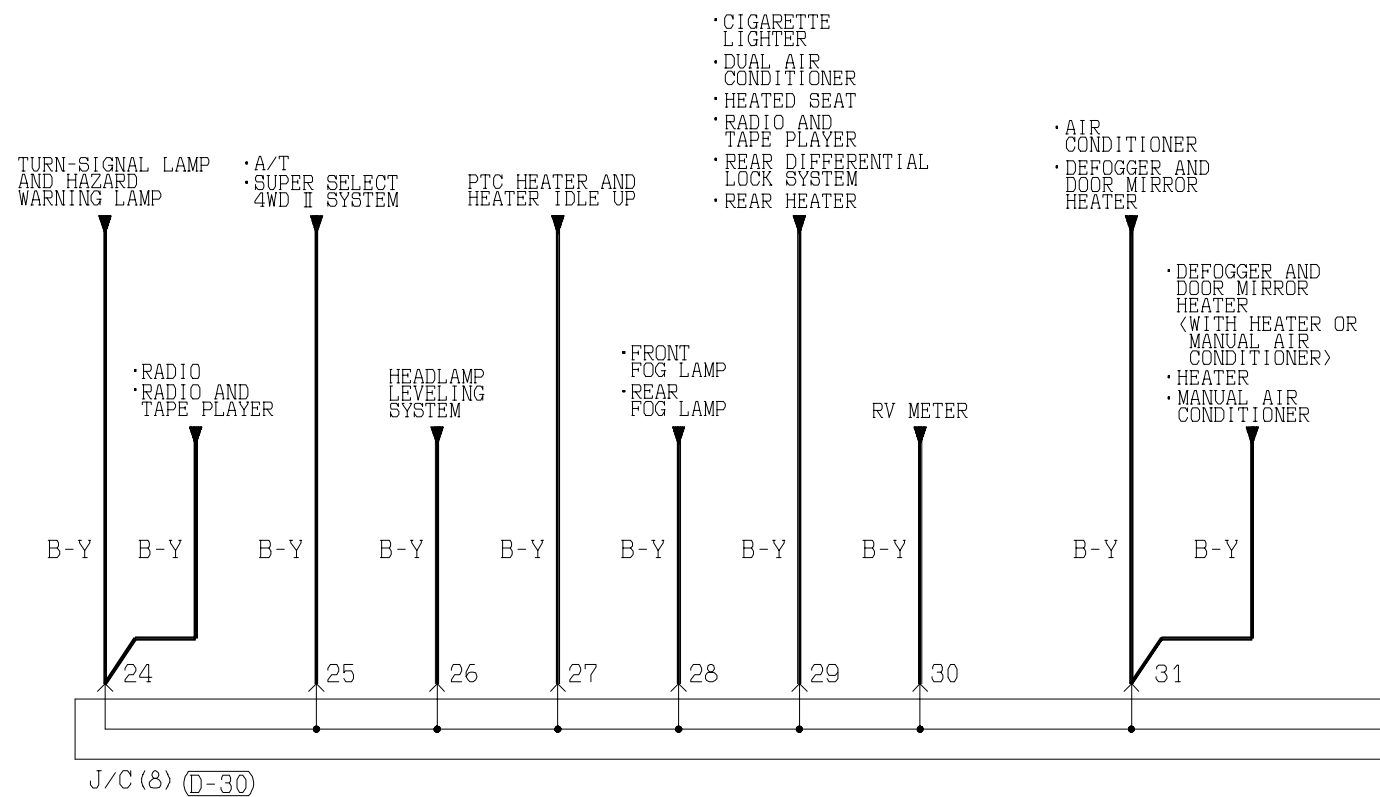 ·CIGARETTE
LIGHTER
·DUAL AIR
CONDITIONER
·HEATED SEAT
·RADIO AND
TAPE PLAYER
·REAR DIFFERENTIAL
LOCK SYSTEM
·REAR HEATER
·AIR
CONDITIONER
·DEFOGGER AND
DOOR MIRROR
HEATER
TURN-SIGNAL LAMP
AND HAZARD
WARNING LAMP
·A/T
·SUPER SELECT
4WD Ⅱ SYSTEM
PTC HEATER AND
HEATER IDLE UP
·DEFOGGER AND
DOOR MIRROR
HEATER
<WITH HEATER OR
MANUAL AIR
CONDITIONER>
·HEATER
·MANUAL AIR
CONDITIONER
·RADIO
·RADIO AND
TAPE PLAYER
HEADLAMP
LEVELING
SYSTEM
·FRONT
FOG LAMP
·REAR
FOG LAMP
RV METER
B-Y B-Y B-Y B-Y B-Y B-Y B-Y B-Y B-Y B-Y
24 25 26 27 28 29 30 31
J/C(8) D-30